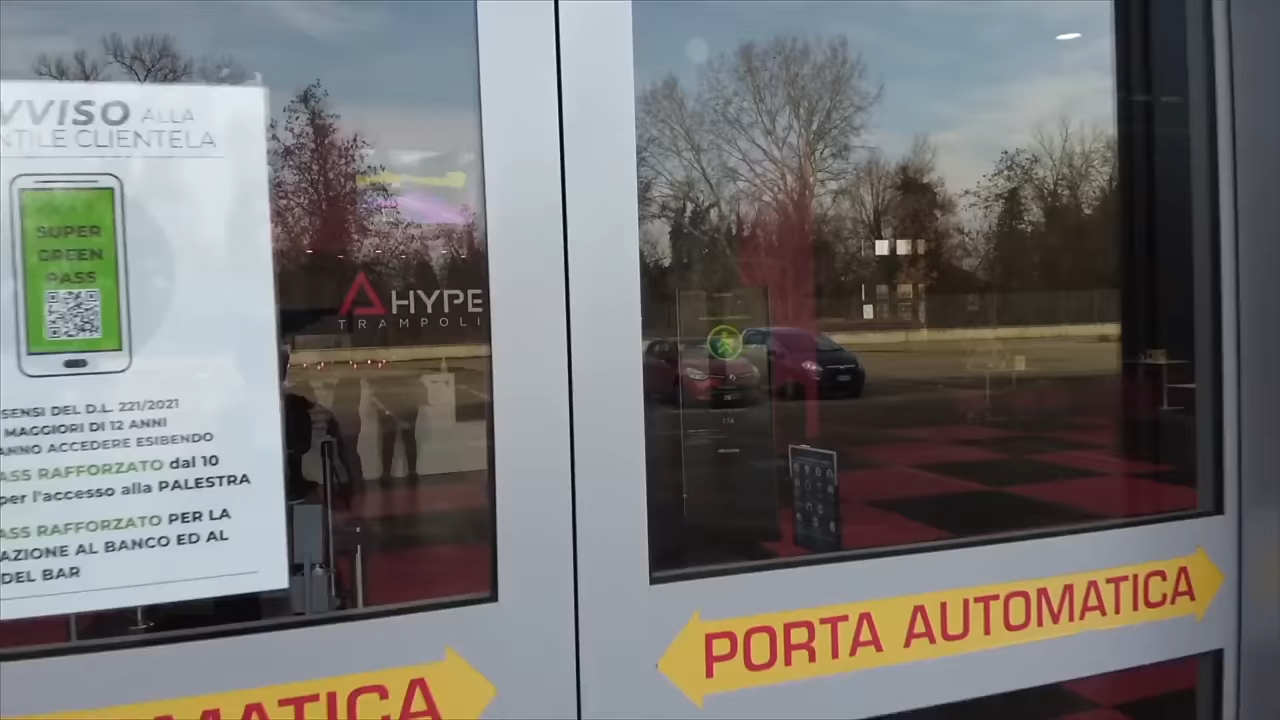 VVISO ALLA
NTILE CLIENTELA
SUPER
GREEN
PASS
SENSI DEL D.L. 221/2021
MAGGIORI DI 12 ANNI
ANNO ACCEDERE ESIBENDO
ASS RAFFORZATO dal 10
per l'accesso alla PALESTRA
ASS RAFFORZATO PER LA
AZIONE AL BANCO ED AL
DEL BAR
HYPE
TRAMPOLI
MATICA
PORTA AUTOMATICA